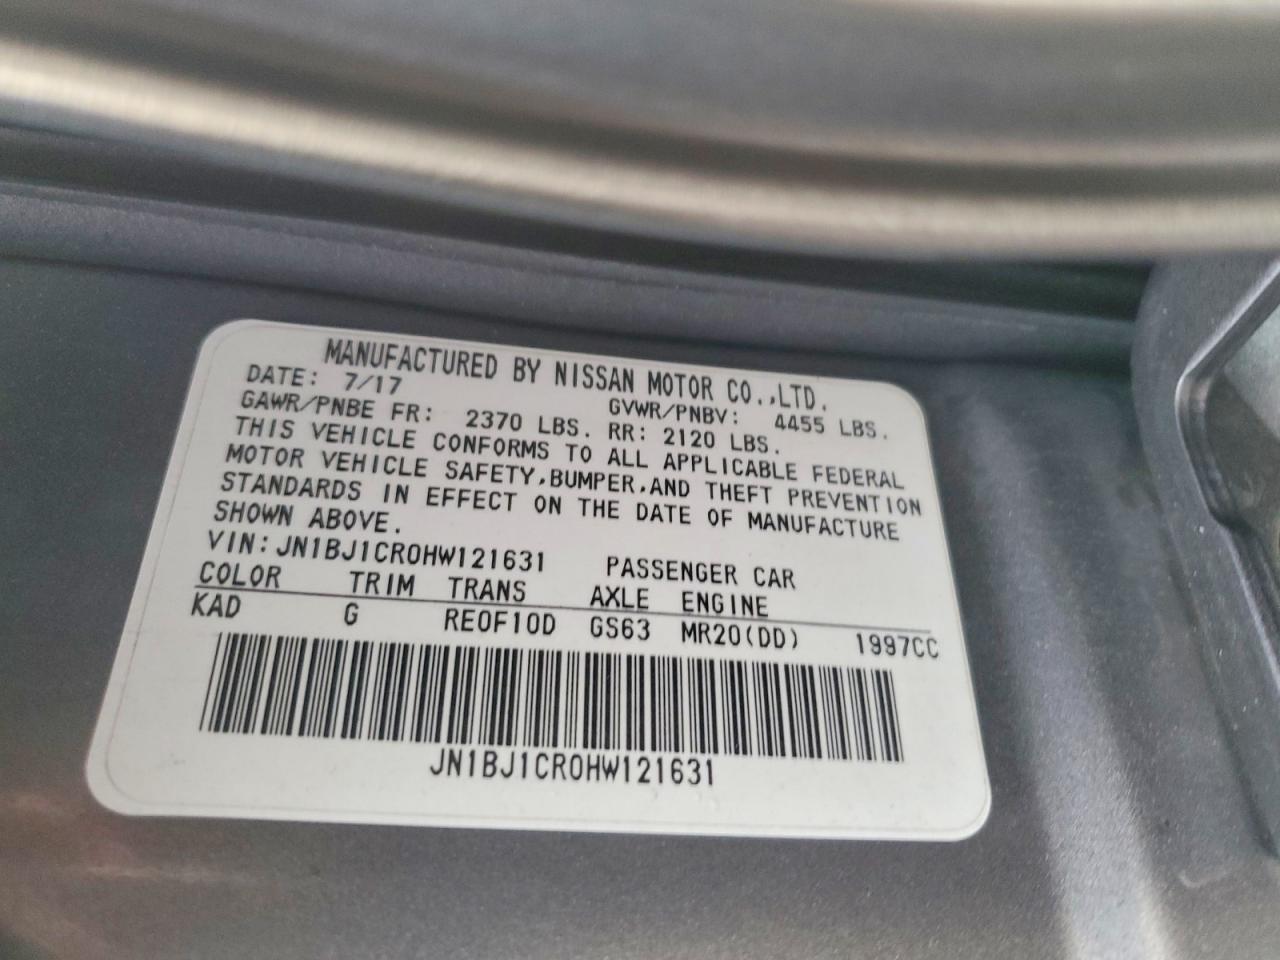 MANUFACTURED BY NISSAN MOTOR CO.,LTD.
DATE: 7/17 GVWR/PNBV: 4455 LBS.
GAWR/PNBE FR: 2370 LBS. RR: 2120 LBS.
THIS VEHICLE CONFORMS TO ALL APPLICABLE FEDERAL
MOTOR VEHICLE SAFETY,BUMPER,AND THEFT PREVENTION
STANDARDS IN EFFECT ON THE DATE OF MANUFACTURE
SHOWN ABOVE.
VIN:JN1BJ1CR0HW121631 PASSENGER CAR
COLOR TRIM TRANS AXLE ENGINE
KAD G RE0F10D GS63 MR20(DD) 1997CC
JN1BJ1CR0HW121631